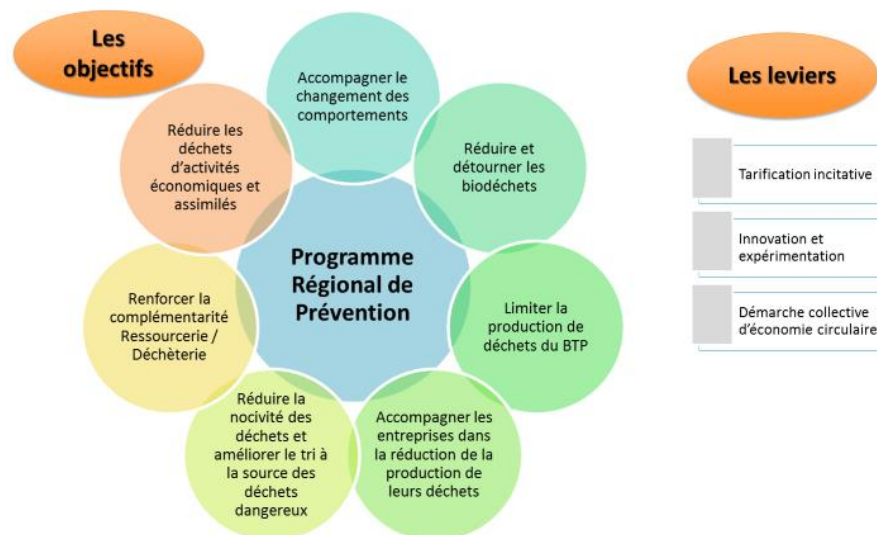 Les
objectifs
Accompagner le
changement des
comportements
Réduire et
détourner les
biodéchets
Limiter la
production de
déchets du BTP
Accompagner les
entreprises dans
la réduction de la
production de
leurs déchets
Réduire la
nocivité des
déchets et
améliorer le tri à
la source des
déchets
dangereux
Renforcer la
complémentarité
Ressourcerie /
Déchèterie
Réduire les
déchets
d'activités
économiques et
assimilés
Programme
Régional de
Prévention
Les leviers
Tarification incitative
Innovation et
expérimentation
Démarche collective
d'économie circulaire